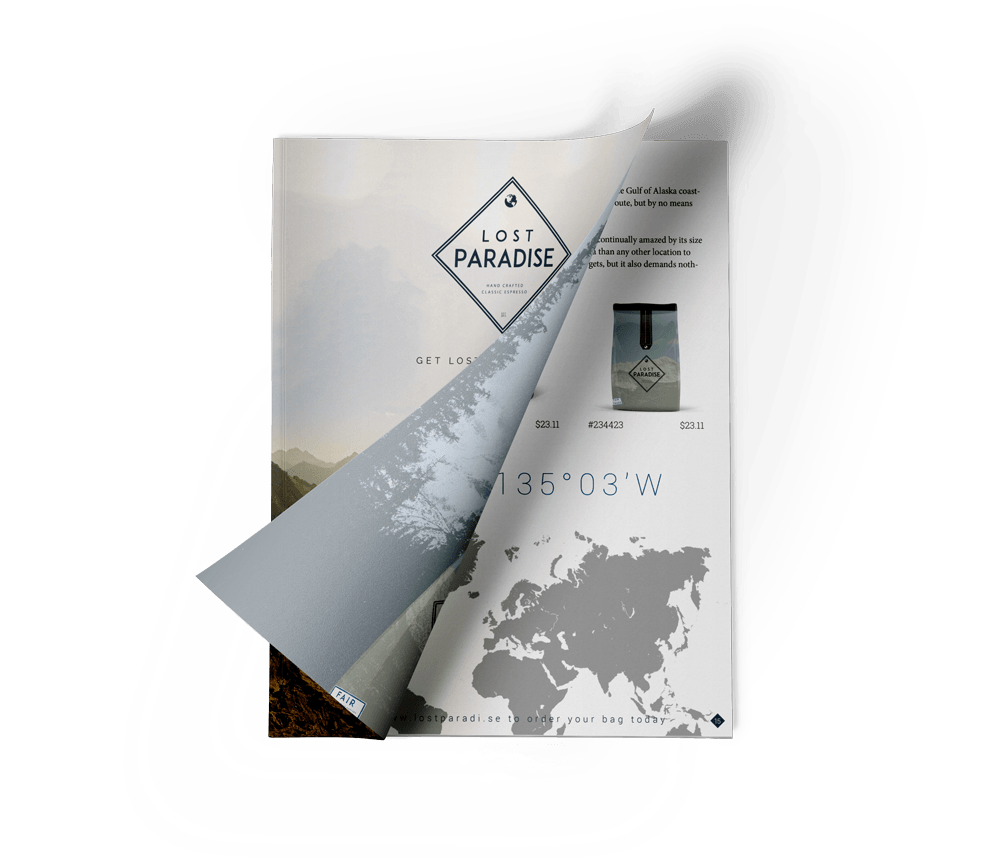 LOST
PARADISE
HAND CRAFTED
CLASSIC ESPRESSO
GET LOS
e Gulf of Alaska coast-
oute, but by no means
continually amazed by its size
than any other location to
gets, but it also demands noth-
LOST
PARADISE
$23.11
#234423
$23.11
135°03'W
FAIR
w.lostparadi.se to order your bag today